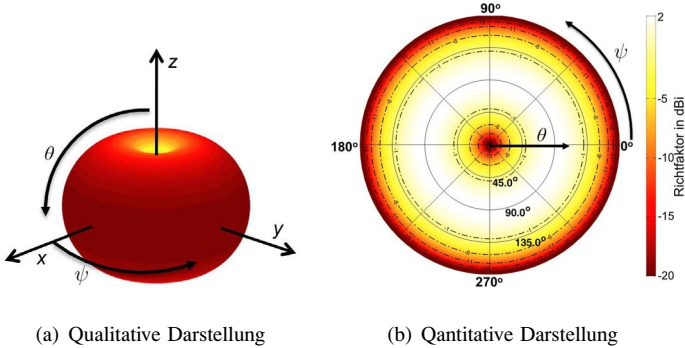 z
θ
y
x
ψ
(a) Qualitative Darstellung
90°
ψ
180°
θ
0°
45.0°
90.0°
135.0°
270°
2
0
-5
-10
-15
-20
Richtfaktor in dBi
(b) Qantitative Darstellung